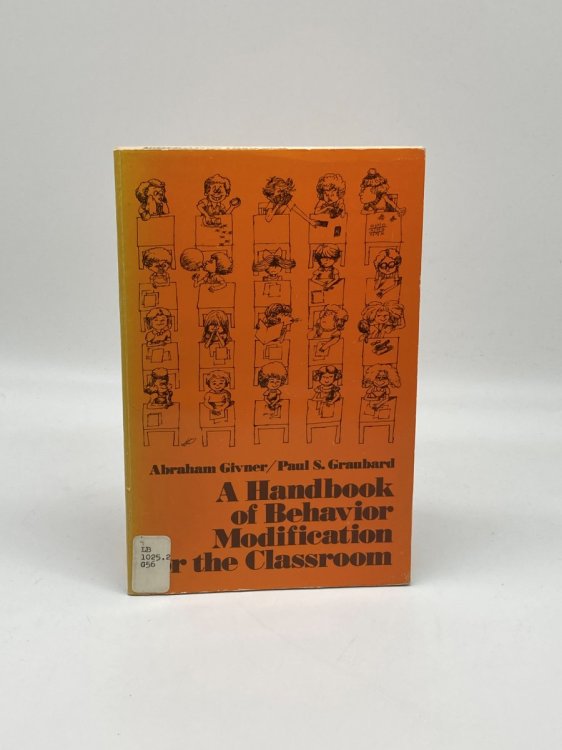 Abraham Givner/Paul S. Graubard
A Handbook
of Behavior
Modification
r the Classroom
LB
1025.2
G56